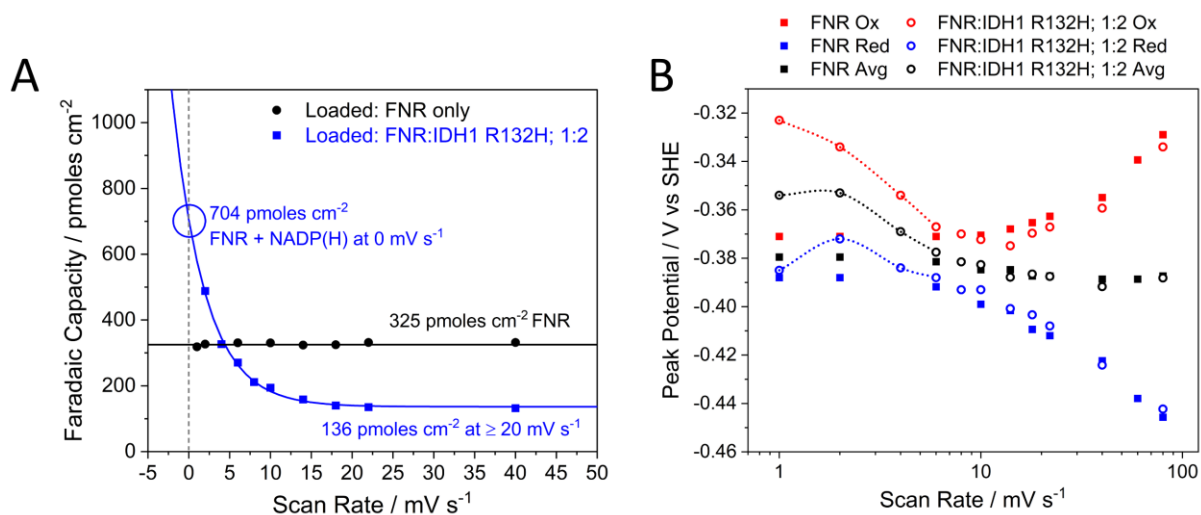 A
Faradaic Capacity / pmoles cm⁻²
1000
800
600
400
200
0
Loaded: FNR only
Loaded: FNR:IDH1 R132H; 1:2
704 pmoles cm⁻²
FNR + NADP(H) at 0 mV s⁻¹
325 pmoles cm⁻² FNR
136 pmoles cm⁻² at ≥ 20 mV s⁻¹
-5 0 5 10 15 20 25 30 35 40 45 50
Scan Rate / mV s⁻¹
B
FNR Ox FNR:IDH1 R132H; 1:2 Ox
FNR Red FNR:IDH1 R132H; 1:2 Red
FNR Avg FNR:IDH1 R132H; 1:2 Avg
Peak Potential / V vs SHE
-0.32
-0.34
-0.36
-0.38
-0.40
-0.42
-0.44
-0.46
1 10 100
Scan Rate / mV s⁻¹